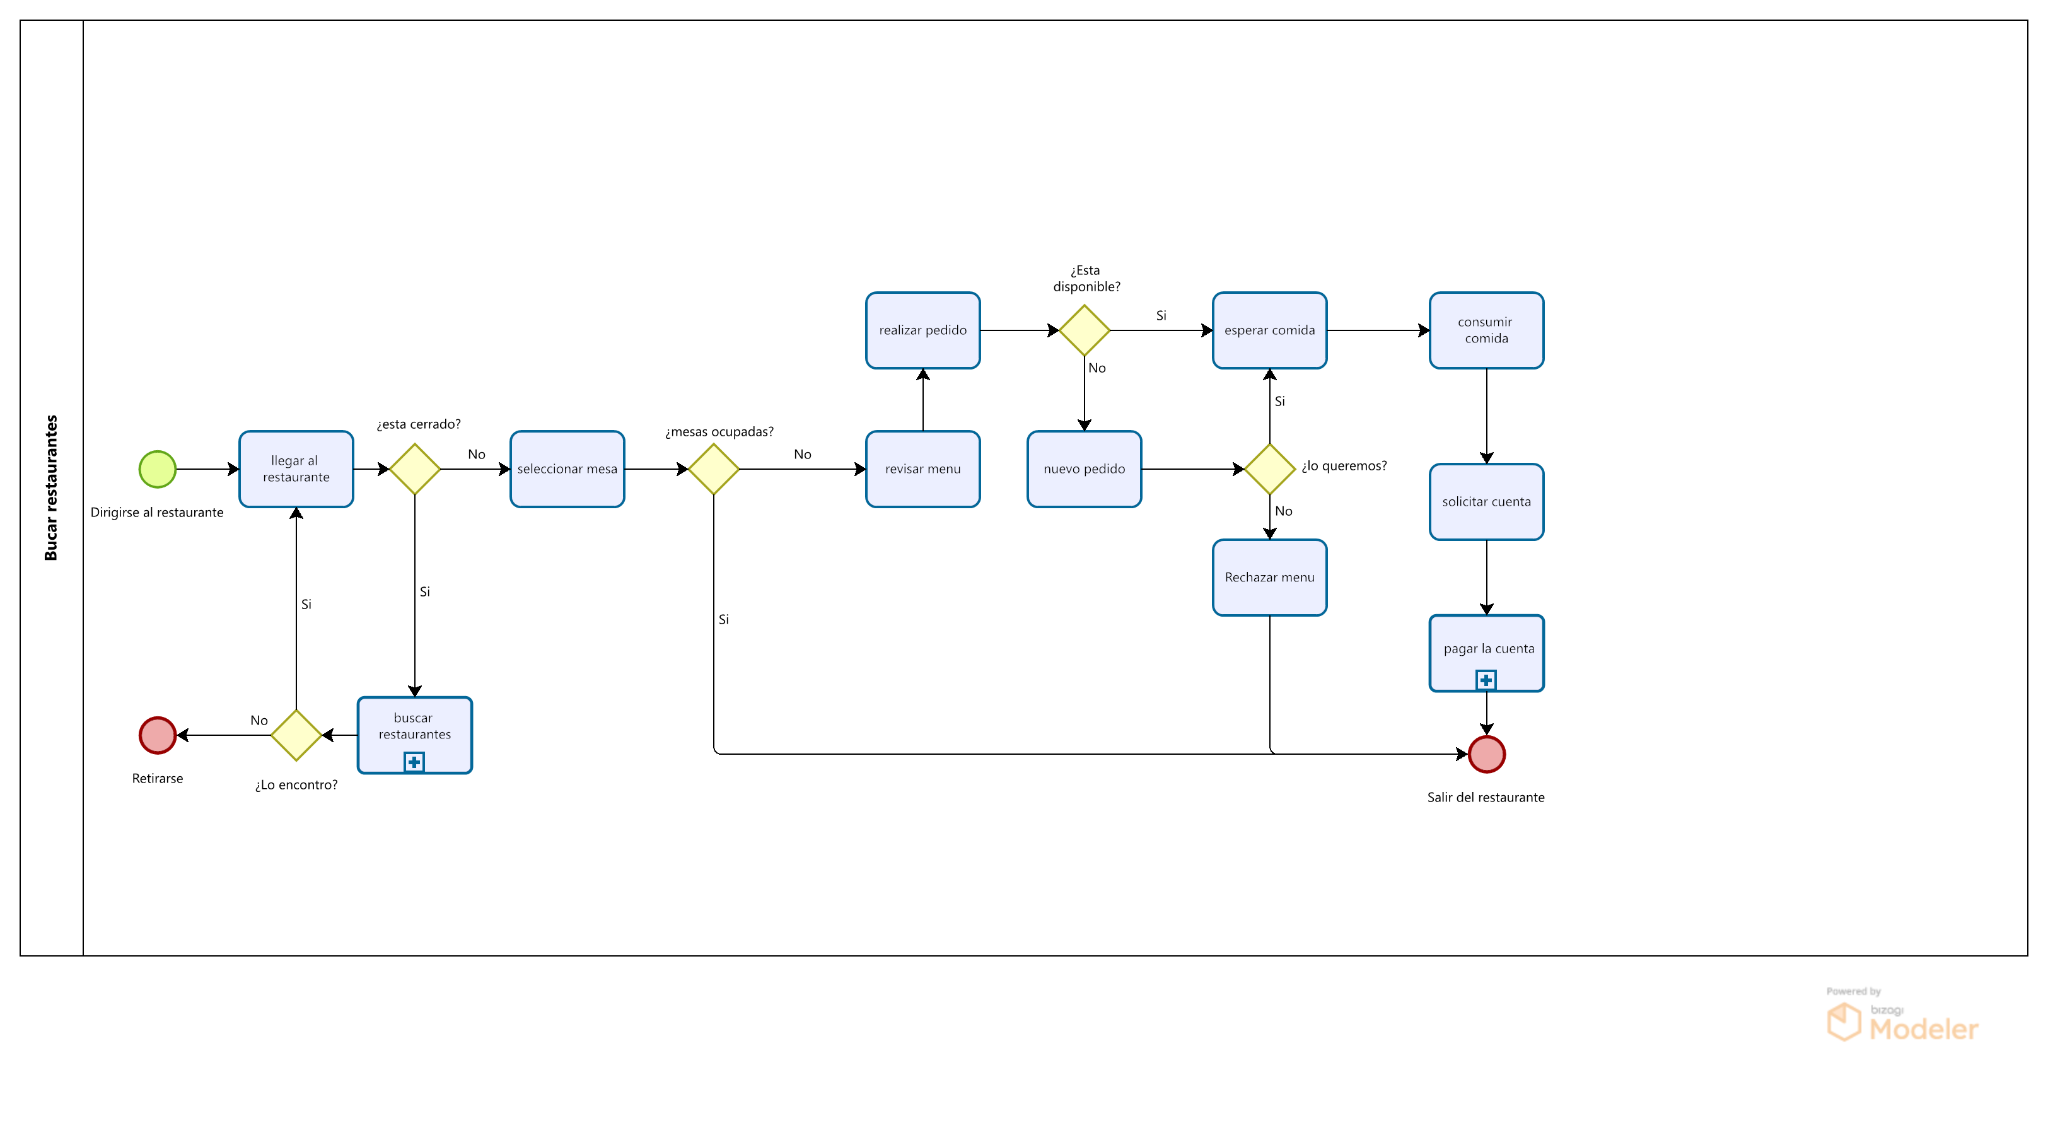 Bucar restaurantes
Dirigirse al restaurante
llegar al
restaurante
¿esta cerrado?
No
Si
seleccionar mesa
¿mesas ocupadas?
No
Si
revisar menu
realizar pedido
¿Esta
disponible?
Si
No
nuevo pedido
esperar comida
Si
¿lo queremos?
No
Rechazar menu
consumir
comida
solicitar cuenta
pagar la cuenta
Salir del restaurante
buscar
restaurantes
¿Lo encontro?
Si
No
Retirarse
Powered by
bizagi
Modeler